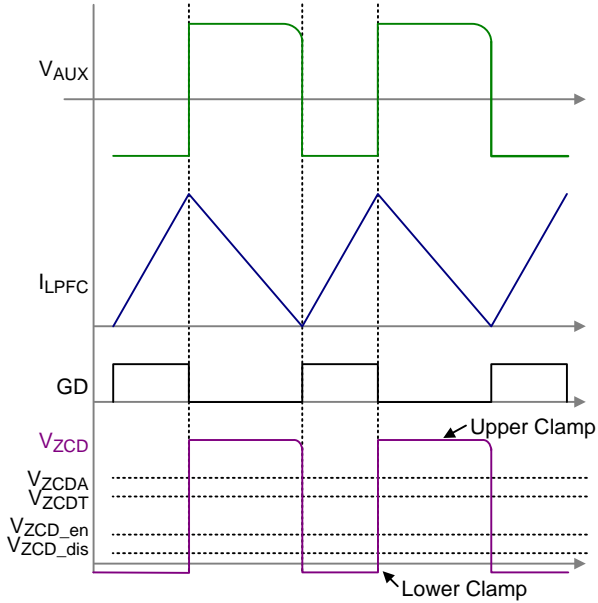 VAUX
ILPFC
GD
VZCD
Upper Clamp
VZCDA
VZCDT
VZCD_en
VZCD_dis
Lower Clamp